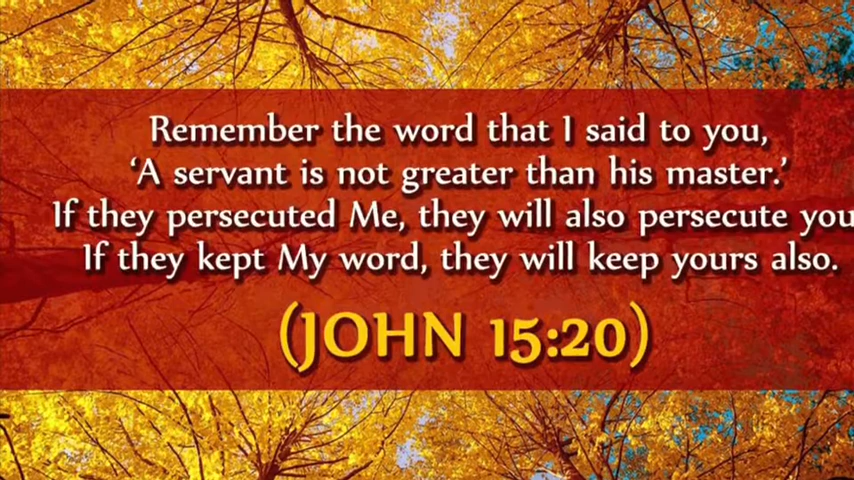 Remember the word that I said to you,
‘A servant is not greater than his master.’
If they persecuted Me, they will also persecute you
If they kept My word, they will keep yours also.
(JOHN 15:20)